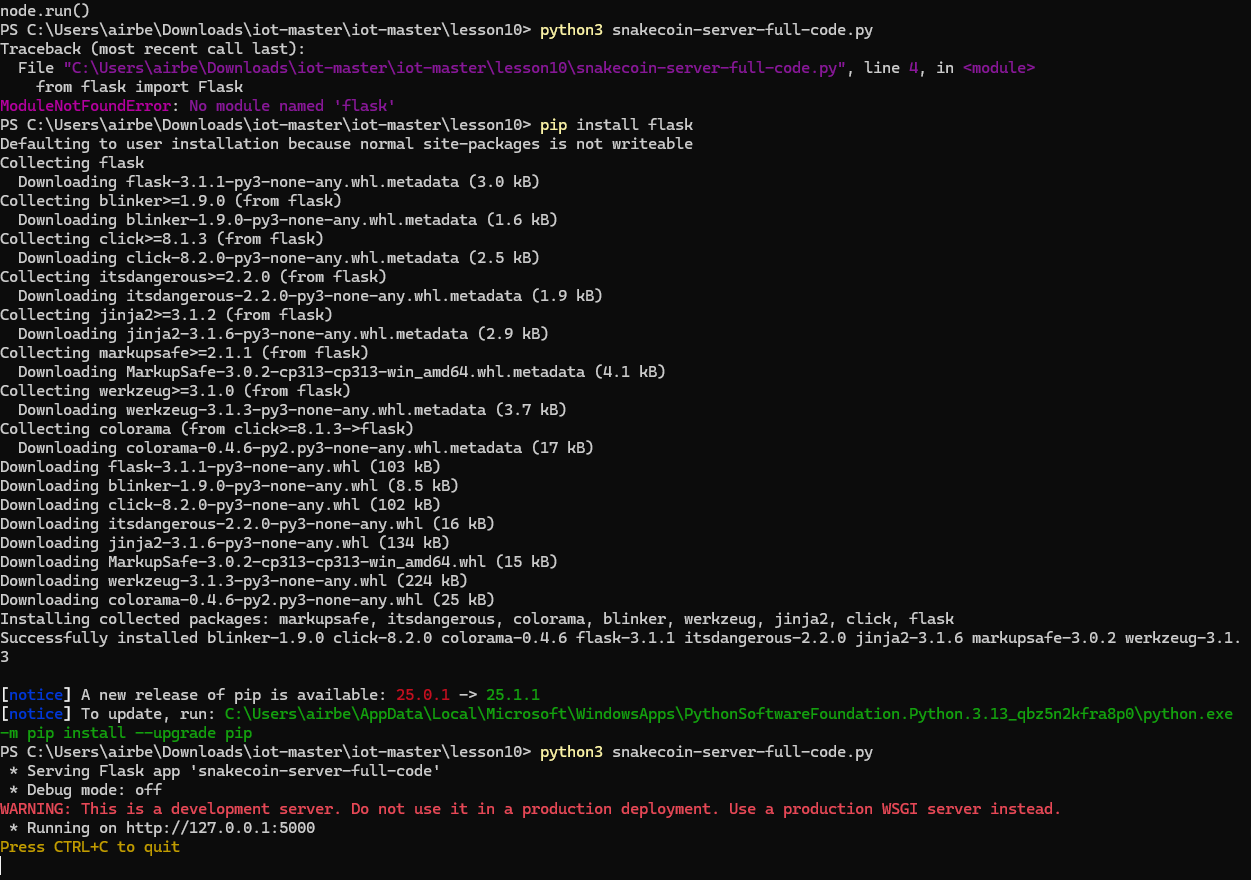 node.run()
PS C:\Users\airbe\Downloads\iot-master\iot-master\lesson10> python3 snakecoin-server-full-code.py
Traceback (most recent call last):
  File "C:\Users\airbe\Downloads\iot-master\iot-master\lesson10\snakecoin-server-full-code.py", line 4, in <module>
    from flask import Flask
ModuleNotFoundError: No module named 'flask'
PS C:\Users\airbe\Downloads\iot-master\iot-master\lesson10> pip install flask
Defaulting to user installation because normal site-packages is not writeable
Collecting flask
  Downloading flask-3.1.1-py3-none-any.whl.metadata (3.0 kB)
Collecting blinker>=1.9.0 (from flask)
  Downloading blinker-1.9.0-py3-none-any.whl.metadata (1.6 kB)
Collecting click>=8.1.3 (from flask)
  Downloading click-8.2.0-py3-none-any.whl.metadata (2.5 kB)
Collecting itsdangerous>=2.2.0 (from flask)
  Downloading itsdangerous-2.2.0-py3-none-any.whl.metadata (1.9 kB)
Collecting jinja2>=3.1.2 (from flask)
  Downloading jinja2-3.1.6-py3-none-any.whl.metadata (2.9 kB)
Collecting markupsafe>=2.1.1 (from flask)
  Downloading MarkupSafe-3.0.2-cp313-cp313-win_amd64.whl.metadata (4.1 kB)
Collecting werkzeug>=3.1.0 (from flask)
  Downloading werkzeug-3.1.3-py3-none-any.whl.metadata (3.7 kB)
Collecting colorama (from click>=8.1.3->flask)
  Downloading colorama-0.4.6-py2.py3-none-any.whl.metadata (17 kB)
Downloading flask-3.1.1-py3-none-any.whl (103 kB)
Downloading blinker-1.9.0-py3-none-any.whl (8.5 kB)
Downloading click-8.2.0-py3-none-any.whl (102 kB)
Downloading itsdangerous-2.2.0-py3-none-any.whl (16 kB)
Downloading jinja2-3.1.6-py3-none-any.whl (134 kB)
Downloading MarkupSafe-3.0.2-cp313-cp313-win_amd64.whl (15 kB)
Downloading werkzeug-3.1.3-py3-none-any.whl (224 kB)
Downloading colorama-0.4.6-py2.py3-none-any.whl (25 kB)
Installing collected packages: markupsafe, itsdangerous, colorama, blinker, werkzeug, jinja2, click, flask
Successfully installed blinker-1.9.0 click-8.2.0 colorama-0.4.6 flask-3.1.1 itsdangerous-2.2.0 jinja2-3.1.6 markupsafe-3.0.2 werkzeug-3.1.
3

[notice] A new release of pip is available: 25.0.1 -> 25.1.1
[notice] To update, run: C:\Users\airbe\AppData\Local\Microsoft\WindowsApps\PythonSoftwareFoundation.Python.3.13_qbz5n2kfra8p0\python.exe
-m pip install --upgrade pip
PS C:\Users\airbe\Downloads\iot-master\iot-master\lesson10> python3 snakecoin-server-full-code.py
 * Serving Flask app 'snakecoin-server-full-code'
 * Debug mode: off
WARNING: This is a development server. Do not use it in a production deployment. Use a production WSGI server instead.
 * Running on http://127.0.0.1:5000
Press CTRL+C to quit